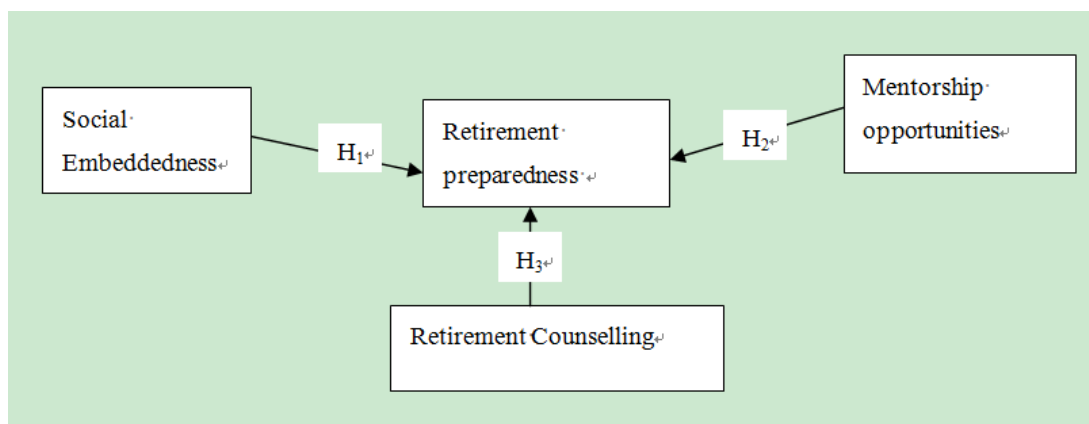 Social
Embeddedness
H₁
Retirement
preparedness
H₂
Mentorship
opportunities
H₃
Retirement Counselling